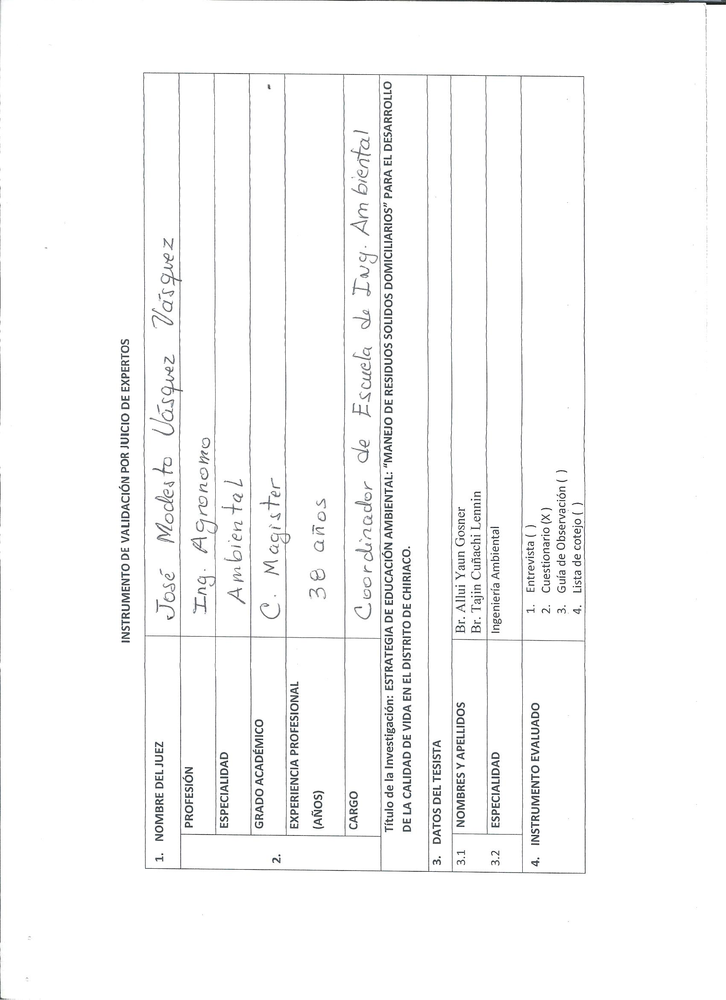 INSTRUMENTO DE VALIDACIÓN POR JUICIO DE EXPERTOS
1. NOMBRE DEL JUEZ José Modesto Vásquez Vásquez
2.
PROFESIÓN Ing. Agronomo
ESPECIALIDAD Ambiental
GRADO ACADÉMICO C. Magister
EXPERIENCIA PROFESIONAL
(AÑOS) 38 años
CARGO Coordinador de Escuela de Ing. Ambiental
Título de la Investigación: ESTRATEGIA DE EDUCACIÓN AMBIENTAL: “MANEJO DE RESIDUOS SOLIDOS DOMICILIARIOS” PARA EL DESARROLLO
DE LA CALIDAD DE VIDA EN EL DISTRITO DE CHIRIACO.
3. DATOS DEL TESISTA
3.1 NOMBRES Y APELLIDOS Br. Allui Yaun Gosner
Br. Tajin Cuñachi Lennin
3.2 ESPECIALIDAD Ingeniería Ambiental
4. INSTRUMENTO EVALUADO
1. Entrevista ( )
2. Cuestionario (X )
3. Guía de Observación ( )
4. Lista de cotejo ( )